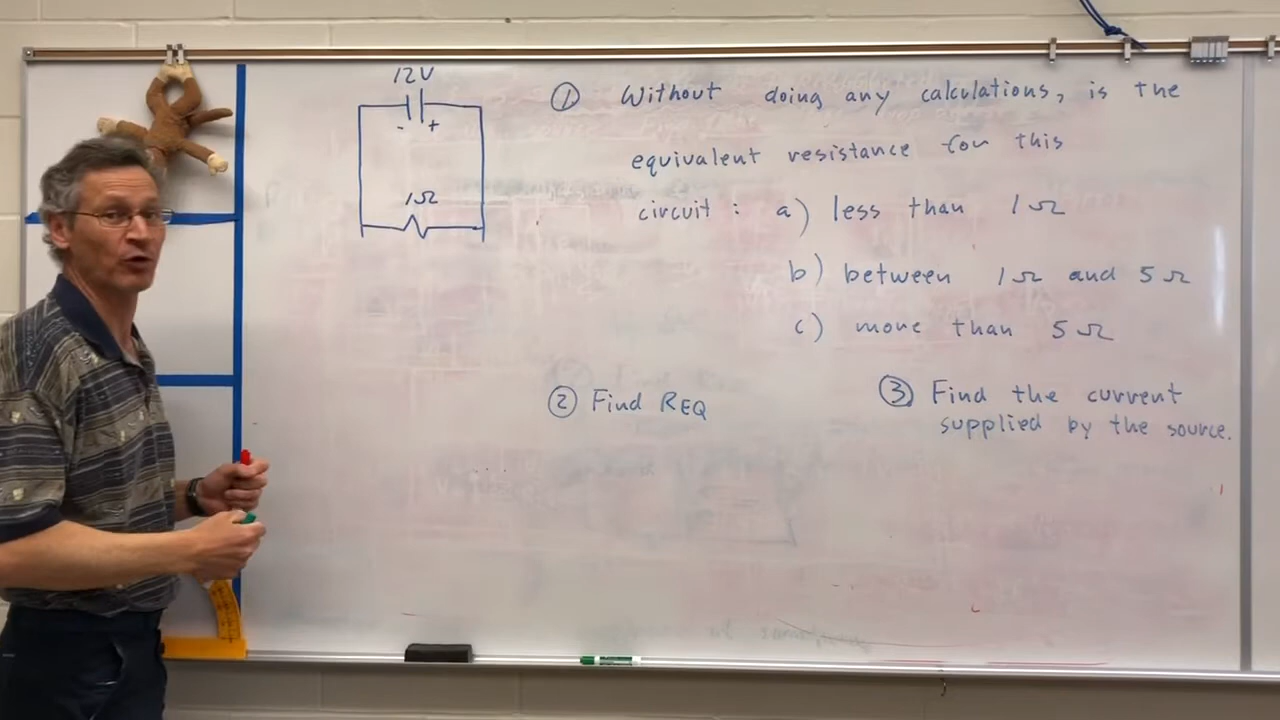 12V
- +
1Ω
① Without doing any calculations, is the
equivalent resistance for this
circuit : a) less than 1Ω
b) between 1Ω and 5Ω
c) more than 5Ω
② Find REQ
③ Find the current
supplied by the source.